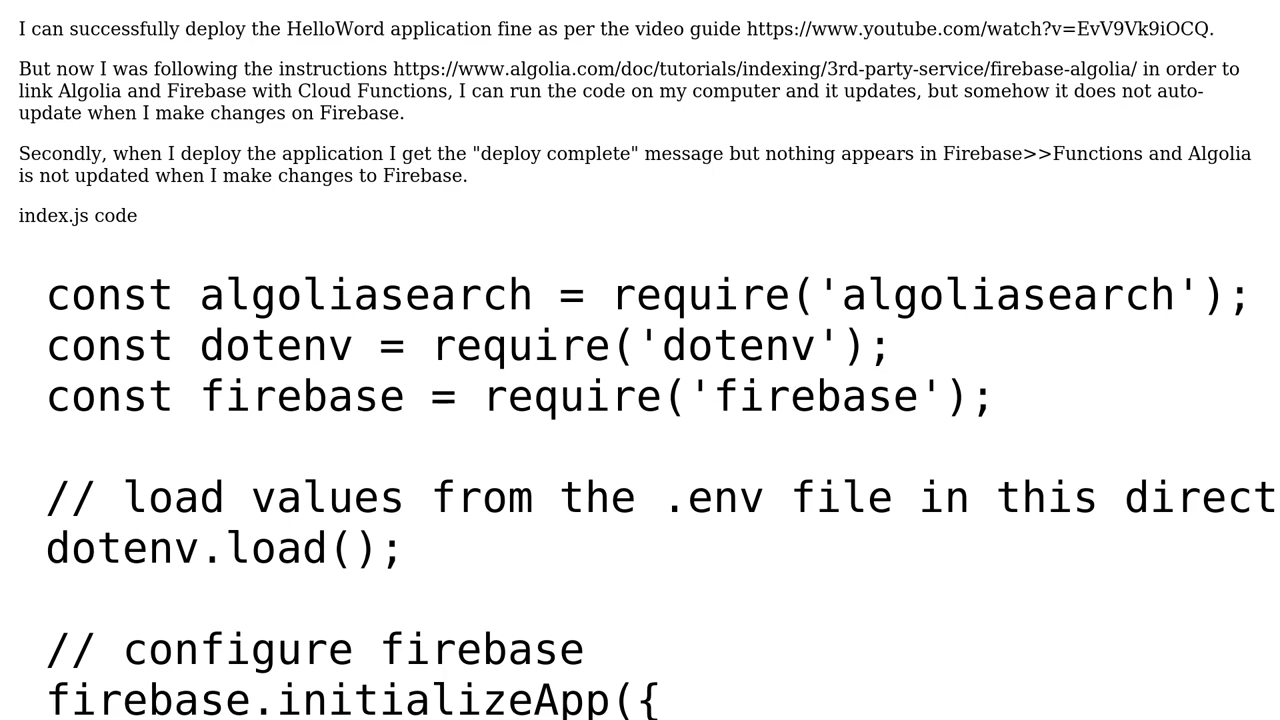 I can successfully deploy the HelloWord application fine as per the video guide https://www.youtube.com/watch?v=EvV9Vk9iOCQ.
But now I was following the instructions https://www.algolia.com/doc/tutorials/indexing/3rd-party-service/firebase-algolia/ in order to
link Algolia and Firebase with Cloud Functions, I can run the code on my computer and it updates, but somehow it does not auto-
update when I make changes on Firebase.
Secondly, when I deploy the application I get the "deploy complete" message but nothing appears in Firebase>>Functions and Algolia
is not updated when I make changes to Firebase.
index.js code
const algoliasearch = require('algoliasearch');
const dotenv = require('dotenv');
const firebase = require('firebase');
// load values from the .env file in this direct
dotenv.load();
// configure firebase
firebase.initializeApp({